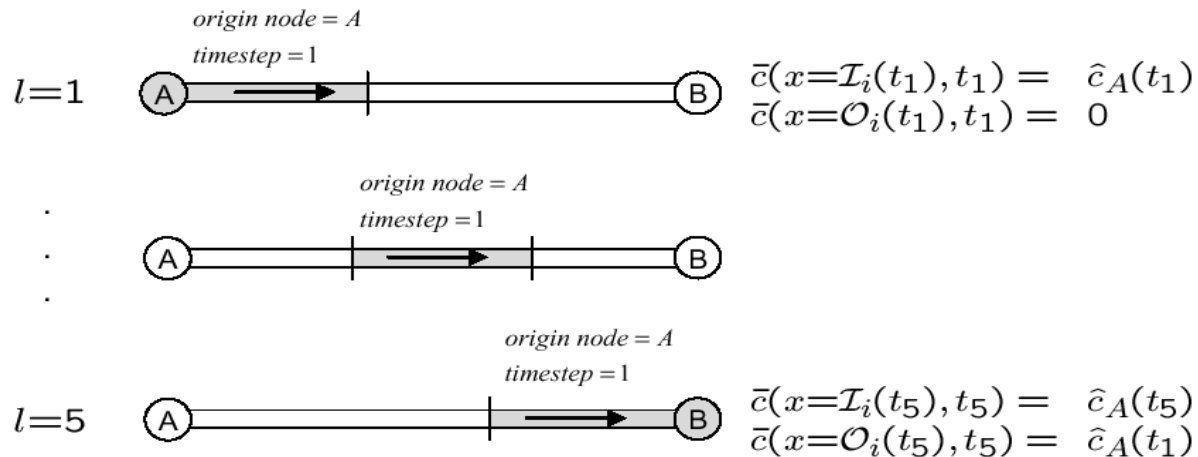 origin node = A
timestep = 1
l=1
A
B
c̅(x=ℐᵢ(t₁),t₁) = ĉ_A(t₁)
c̅(x=𝒪ᵢ(t₁),t₁) = 0
origin node = A
timestep = 1
.
.
.
A
B
origin node = A
timestep = 1
l=5
A
B
c̅(x=ℐᵢ(t₅),t₅) = ĉ_A(t₅)
c̅(x=𝒪ᵢ(t₅),t₅) = ĉ_A(t₁)